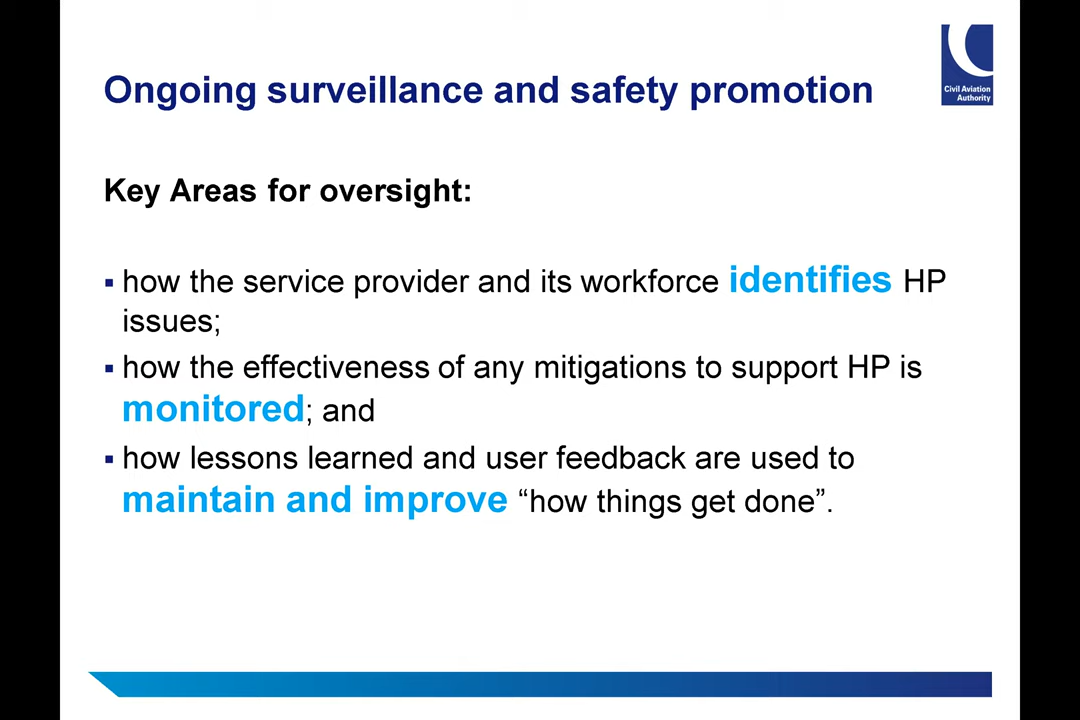 Civil Aviation
Authority
Ongoing surveillance and safety promotion
Key Areas for oversight:
▪ how the service provider and its workforce identifies HP
issues;
▪ how the effectiveness of any mitigations to support HP is
monitored; and
▪ how lessons learned and user feedback are used to
maintain and improve “how things get done”.